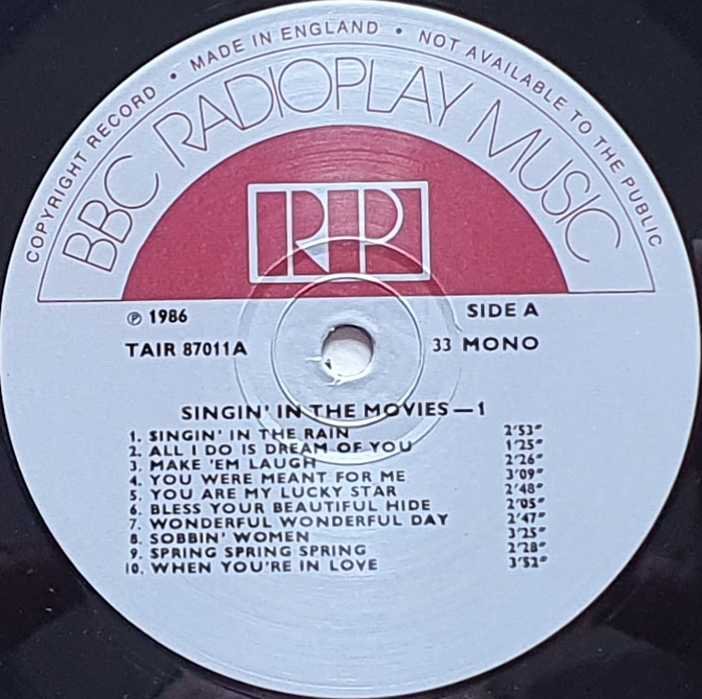 COPYRIGHT RECORD • MADE IN ENGLAND • NOT AVAILABLE TO THE PUBLIC
BBC RADIOPLAY MUSIC
RPR
℗ 1986 SIDE A
TAIR 87011A 33 MONO
SINGIN' IN THE MOVIES—1
1. SINGIN' IN THE RAIN 2'53"
2. ALL I DO IS DREAM OF YOU 1'25"
3. MAKE 'EM LAUGH 2'26"
4. YOU WERE MEANT FOR ME 3'09"
5. YOU ARE MY LUCKY STAR 2'48"
6. BLESS YOUR BEAUTIFUL HIDE 2'05"
7. WONDERFUL WONDERFUL DAY 2'47"
8. SOBBIN' WOMEN 3'25"
9. SPRING SPRING SPRING 2'28"
10. WHEN YOU'RE IN LOVE 3'52"